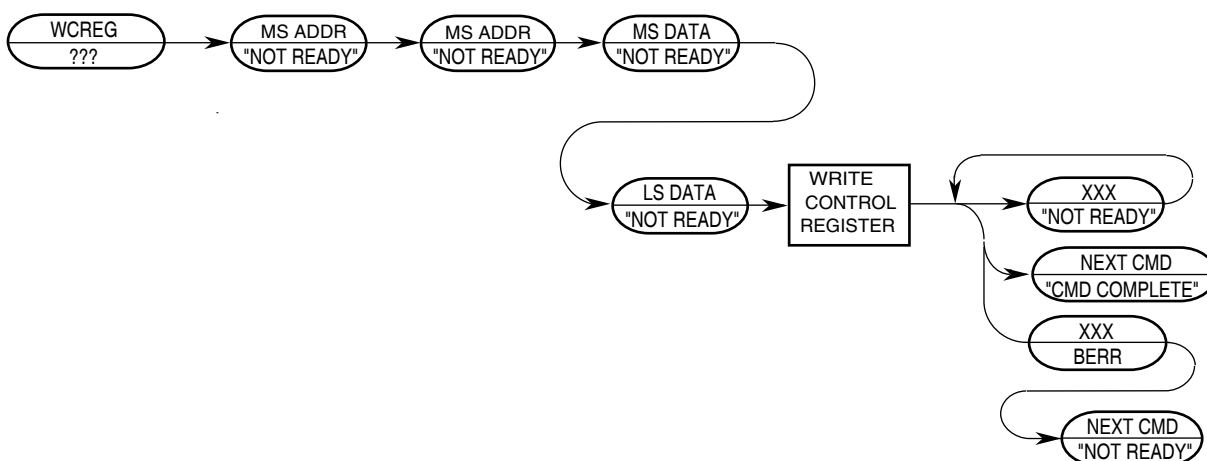 WCREG
???
MS ADDR
"NOT READY"
MS ADDR
"NOT READY"
MS DATA
"NOT READY"
LS DATA
"NOT READY"
WRITE
CONTROL
REGISTER
XXX
"NOT READY"
NEXT CMD
"CMD COMPLETE"
XXX
BERR
NEXT CMD
"NOT READY"